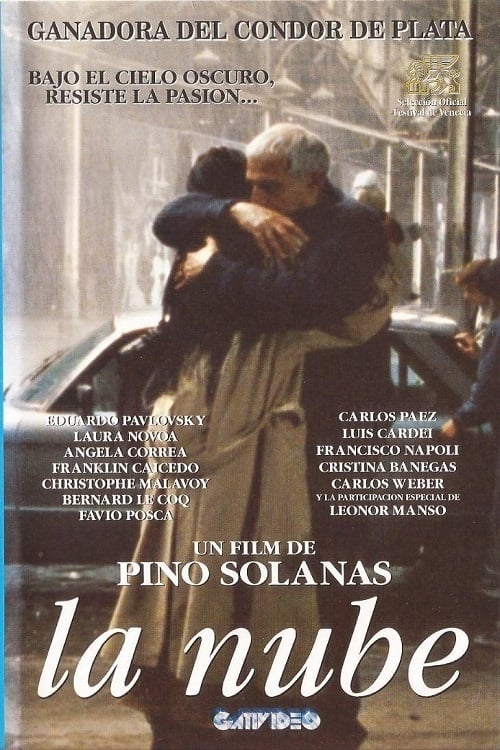 GANADORA DEL CONDOR DE PLATA
BAJO EL CIELO OSCURO,
RESISTE LA PASION...
Selección Oficial
Festival de Venecia
EDUARDO PAVLOVSKY
LAURA NOVOA
ANGELA CORREA
FRANKLIN CAICEDO
CHRISTOPHE MALAVOY
BERNARD LE COQ
FAVIO POSCA
CARLOS PAEZ
LUIS CARDEI
FRANCISCO NAPOLI
CRISTINA BANEGAS
CARLOS WEBER
Y LA PARTICIPACION ESPECIAL DE
LEONOR MANSO
UN FILM DE
PINO SOLANAS
la nube
GATIVIDEO